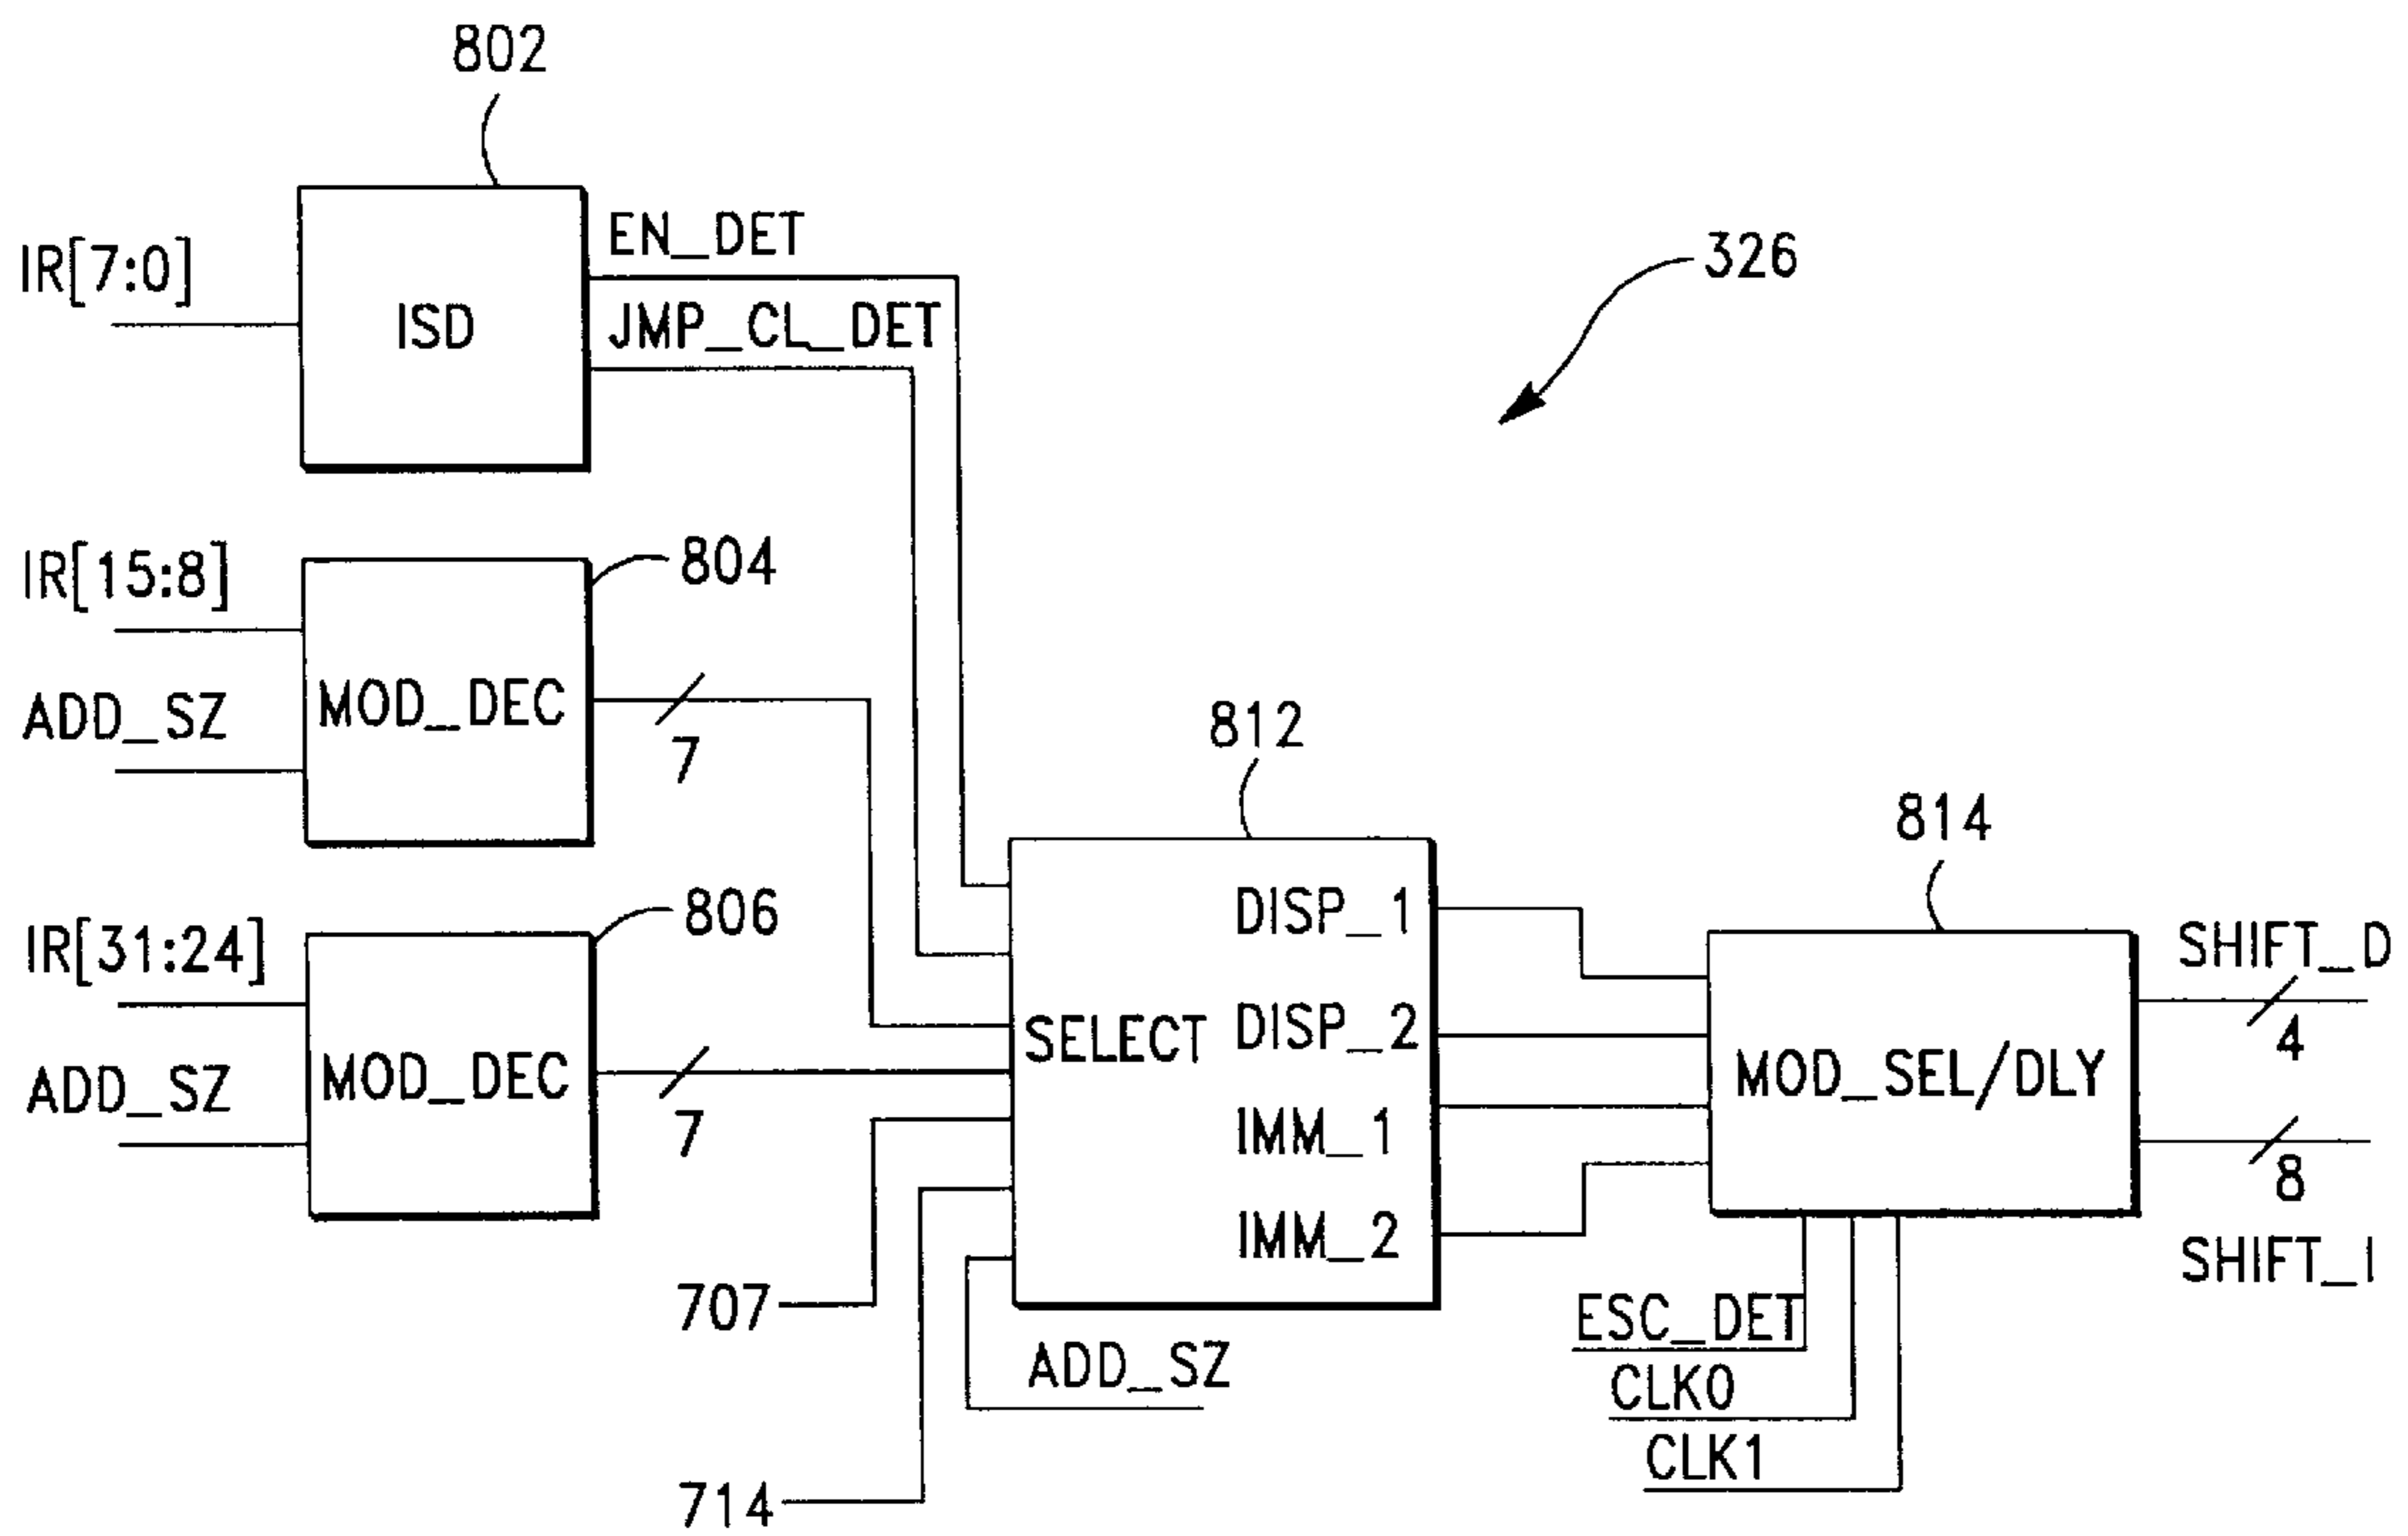 802
EN_DET
326
IR[7:0]
ISD
JMP_CL_DET
IR[15:8]
804
ADD_SZ
MOD_DEC
7
812
814
IR[31:24]
806
DISP_1
SHIFT_D
ADD_SZ
MOD_DEC
7
SELECT
DISP_2
MOD_SEL/DLY
4
IMM_1
8
IMM_2
SHIFT_I
707
ESC_DET
ADD_SZ
CLK0
CLK1
714